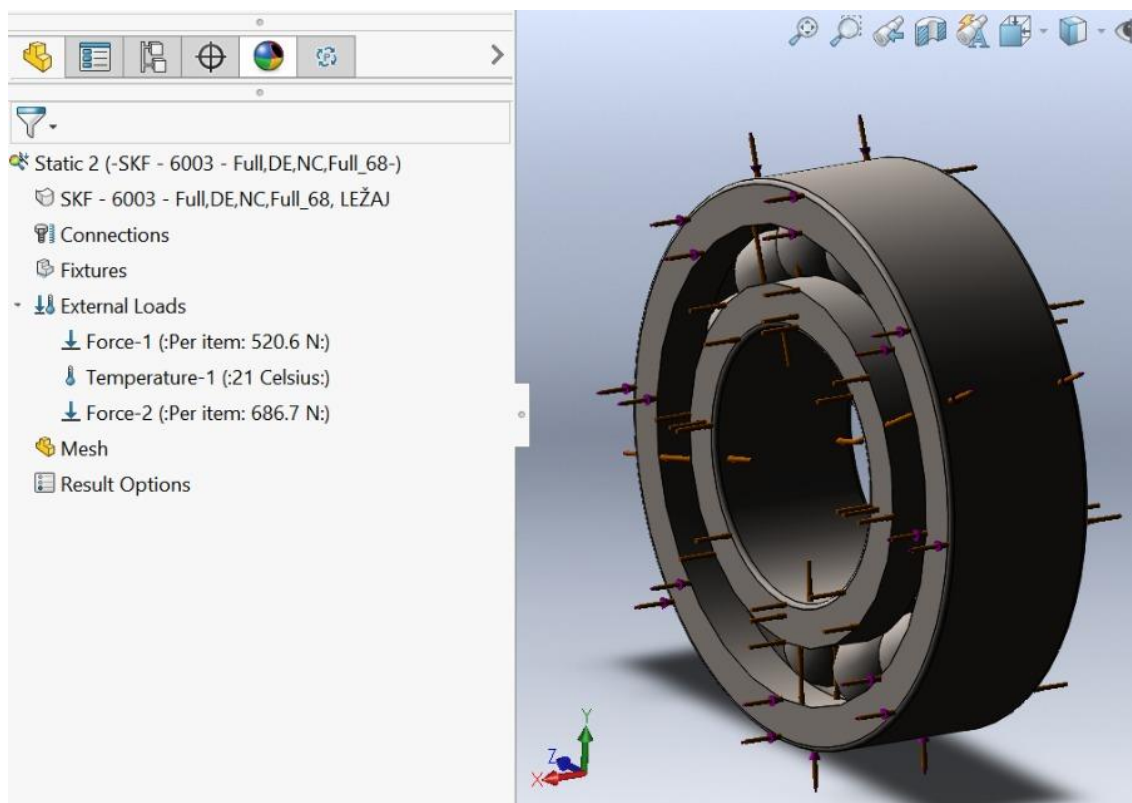 Static 2 (-SKF - 6003 - Full,DE,NC,Full_68-)
SKF - 6003 - Full,DE,NC,Full_68, LEŽAJ
Connections
Fixtures
External Loads
Force-1 (:Per item: 520.6 N:)
Temperature-1 (:21 Celsius:)
Force-2 (:Per item: 686.7 N:)
Mesh
Result Options
Y
Z
X